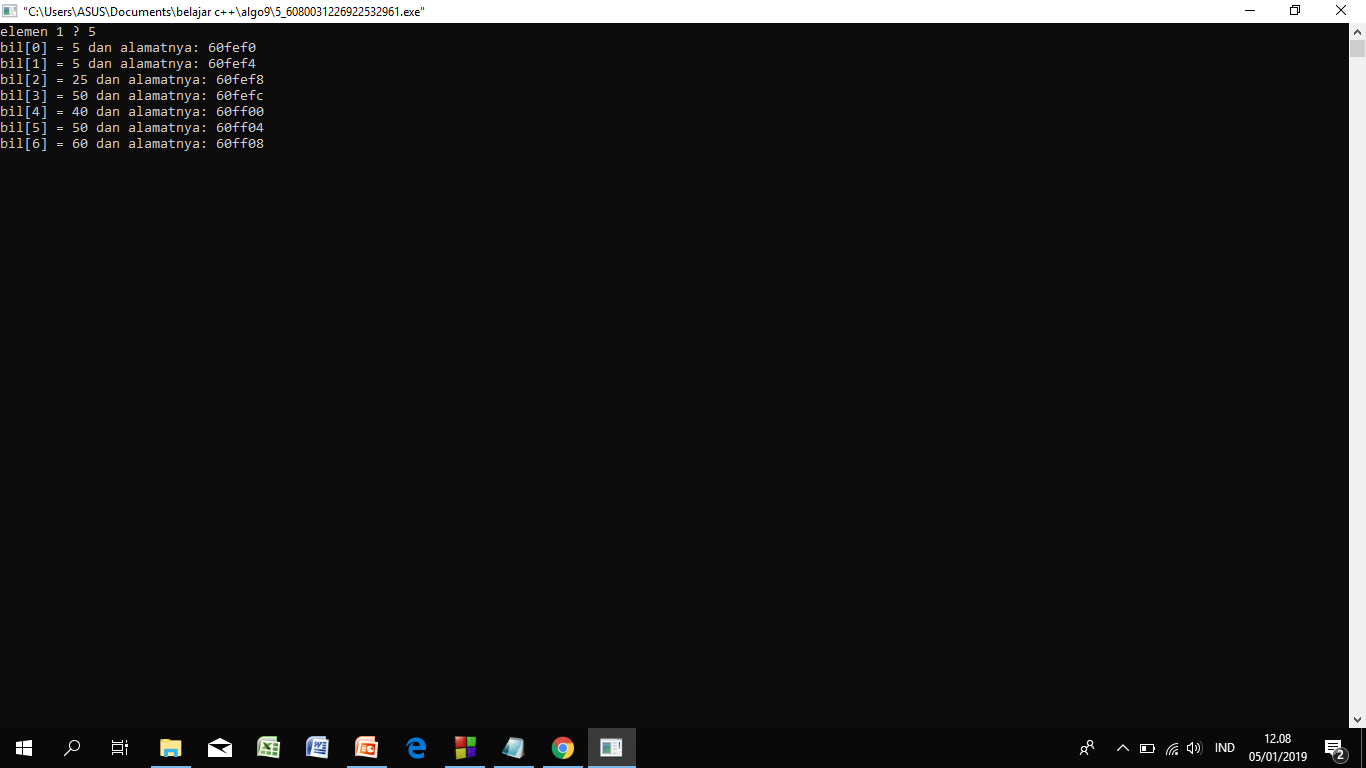 "C:\Users\ASUS\Documents\belajar c++\algo9\5_6080031226922532961.exe"
elemen 1 ? 5
bil[0] = 5 dan alamatnya: 60fef0
bil[1] = 5 dan alamatnya: 60fef4
bil[2] = 25 dan alamatnya: 60fef8
bil[3] = 50 dan alamatnya: 60fefc
bil[4] = 40 dan alamatnya: 60ff00
bil[5] = 50 dan alamatnya: 60ff04
bil[6] = 60 dan alamatnya: 60ff08
IND
12.08
05/01/2019
2